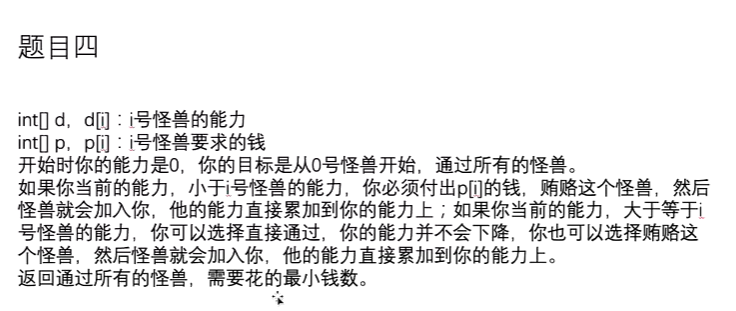 题目四
int[] d，d[i]：i号怪兽的能力
int[] p，p[i]：i号怪兽要求的钱
开始时你的能力是0，你的目标是从0号怪兽开始，通过所有的怪兽。
如果你当前的能力，小于i号怪兽的能力，你必须付出p[i]的钱，贿赂这个怪兽，然后
怪兽就会加入你，他的能力直接累加到你的能力上；如果你当前的能力，大于等于i
号怪兽的能力，你可以选择直接通过，你的能力并不会下降，你也可以选择贿赂这
个怪兽，然后怪兽就会加入你，他的能力直接累加到你的能力上。
返回通过所有的怪兽，需要花的最小钱数。